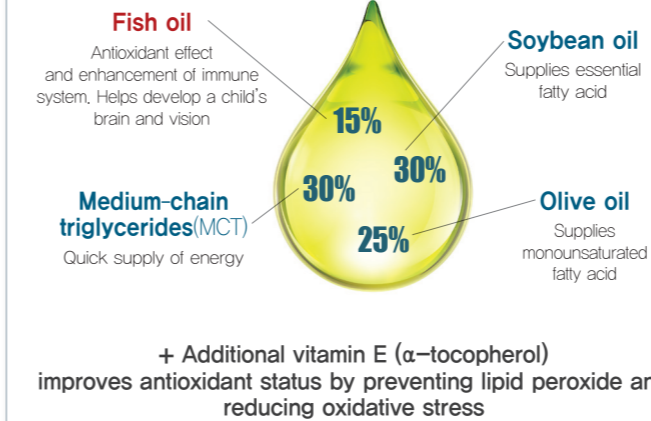 Fish oil
Antioxidant effect
and enhancement of immune
system. Helps develop a child's
brain and vision
Soybean oil
Supplies essential
fatty acid
15%
30%
30%
25%
Medium-chain
triglycerides(MCT)
Quick supply of energy
Olive oil
Supplies
monounsaturated
fatty acid
+ Additional vitamin E (α-tocopherol)
improves antioxidant status by preventing lipid peroxide
reducing oxidative stress